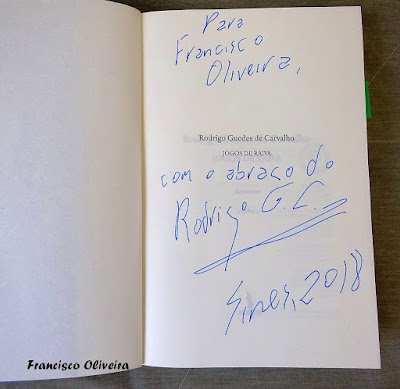 Para
Francisco
Oliveira,
Rodrigo Guedes de Carvalho
JOGOS DE RAIVA
com o abraço do
Rodrigo G. C.
Sines, 2018
Francisco Oliveira